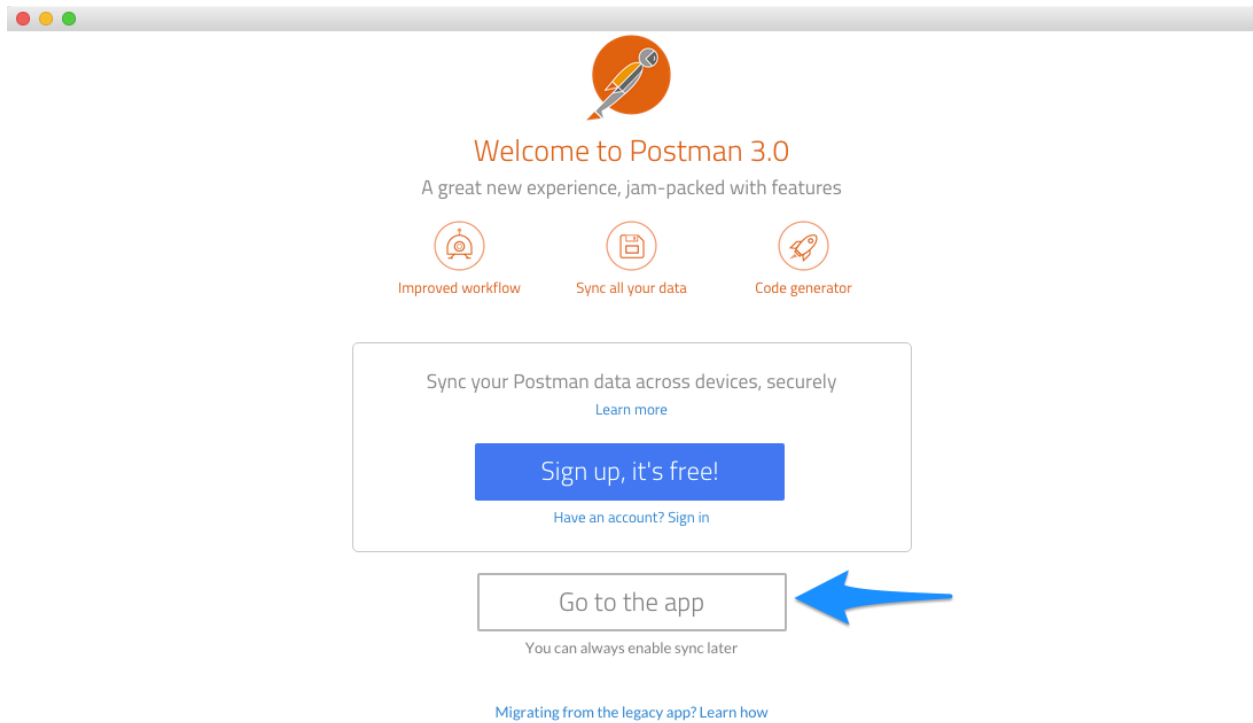 Welcome to Postman 3.0
A great new experience, jam-packed with features
Improved workflow
Sync all your data
Code generator
Sync your Postman data across devices, securely
Learn more
Sign up, it's free!
Have an account? Sign in
Go to the app
You can always enable sync later
Migrating from the legacy app? Learn how